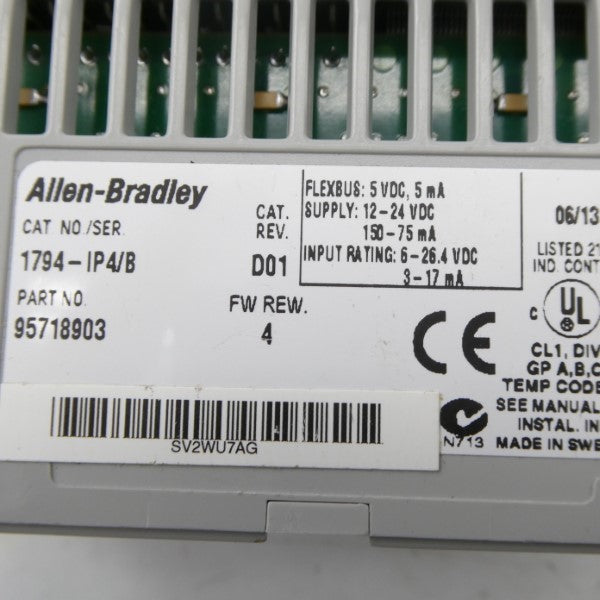 Allen-Bradley
CAT. NO./SER.
CAT.
REV.
1794-IP4/B
D01
PART NO.
FW REW.
95718903
4
FLEXBUS: 5 VDC, 5 mA
SUPPLY: 12-24 VDC
150-75 mA
INPUT RATING: 6-26.4 VDC
3-17 mA
06/13
LISTED 21
IND. CONT
C UL
CE
CL1, DIV
GP A,B,C
TEMP CODE
SEE MANUAL
INSTAL. IN
N713 MADE IN SWE
SV2WU7AG